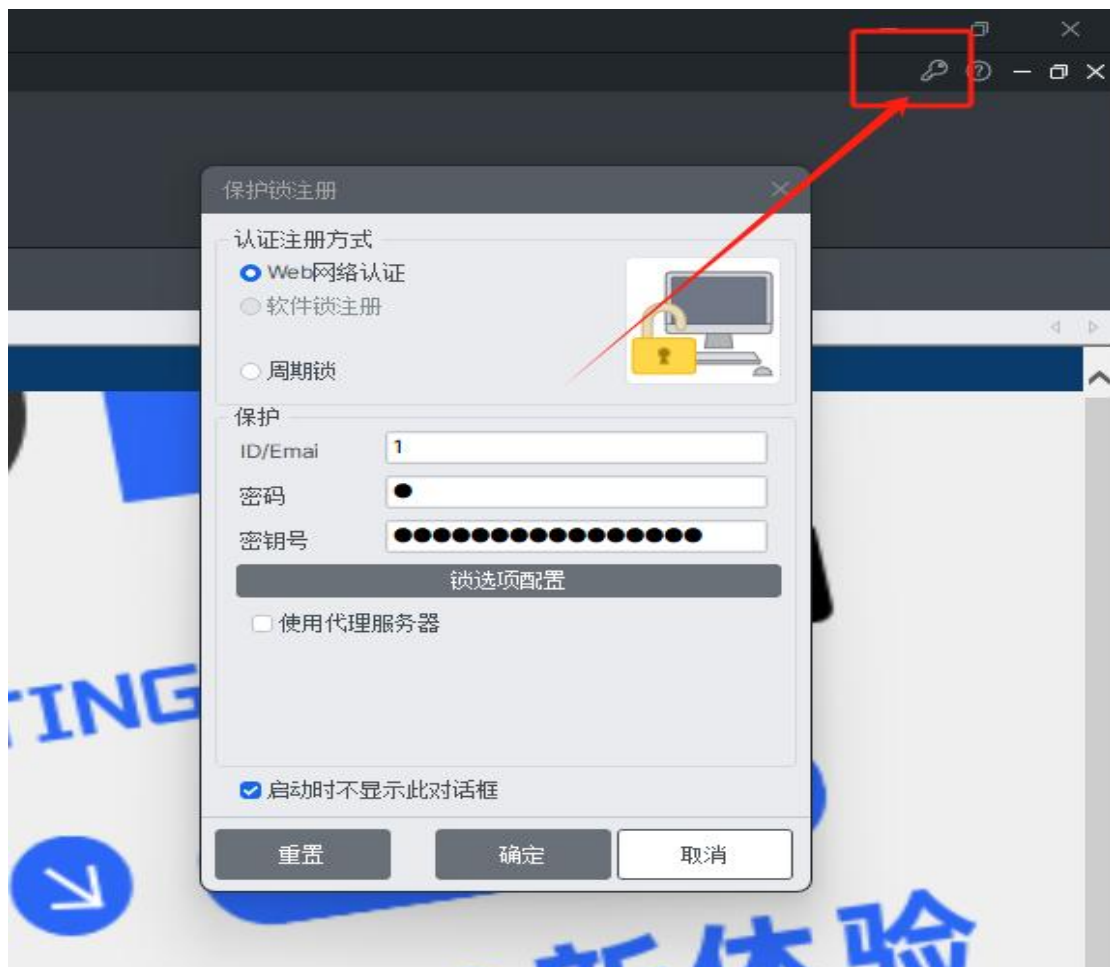 保护锁注册
认证注册方式
Web网络认证
软件锁注册
周期锁
保护
ID/Emai
1
密码
●
密钥号
●●●●●●●●●●●●●●●●
锁选项配置
使用代理服务器
TING
启动时不显示此对话框
重置
确定
取消
新体验